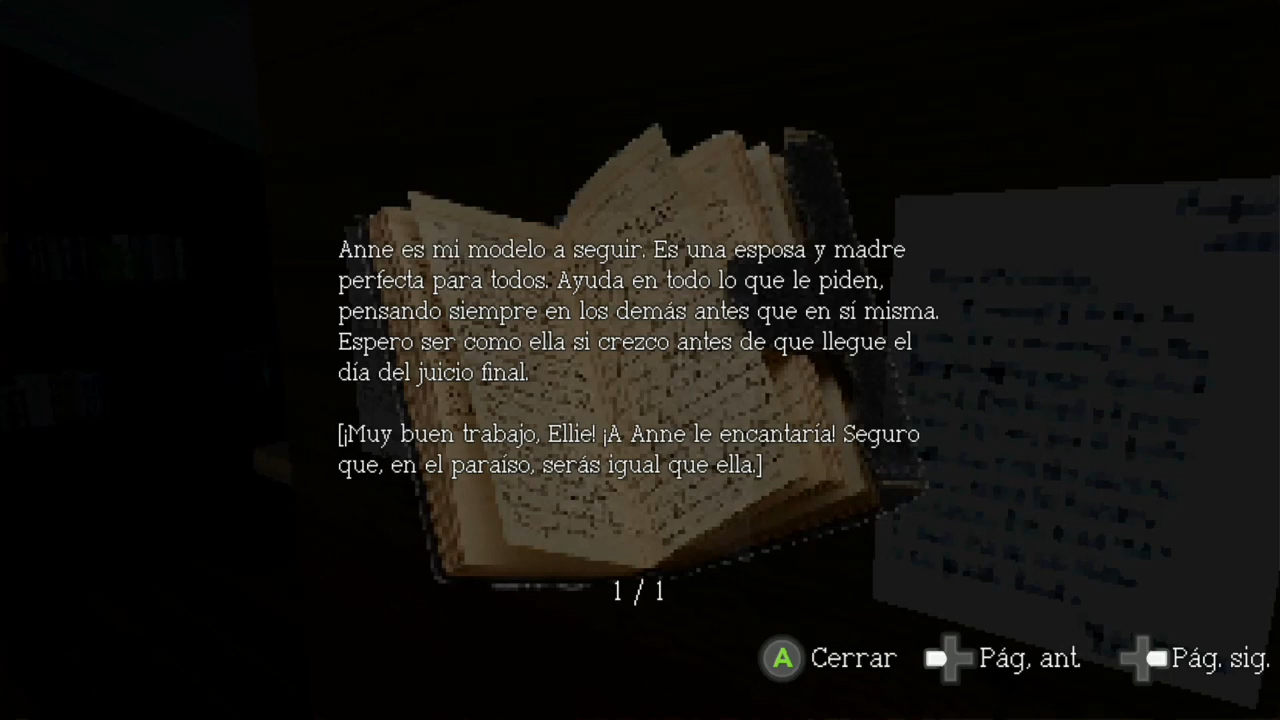 Anne es mi modelo a seguir. Es una esposa y madre
perfecta para todos. Ayuda en todo lo que le piden,
pensando siempre en los demás antes que en sí misma.
Espero ser como ella si crezco antes de que llegue el
día del juicio final.
[¡Muy buen trabajo, Ellie! ¡A Anne le encantaría! Seguro
que, en el paraíso, serás igual que ella.]
1 / 1
A Cerrar
Pág, ant.
Pág. sig.